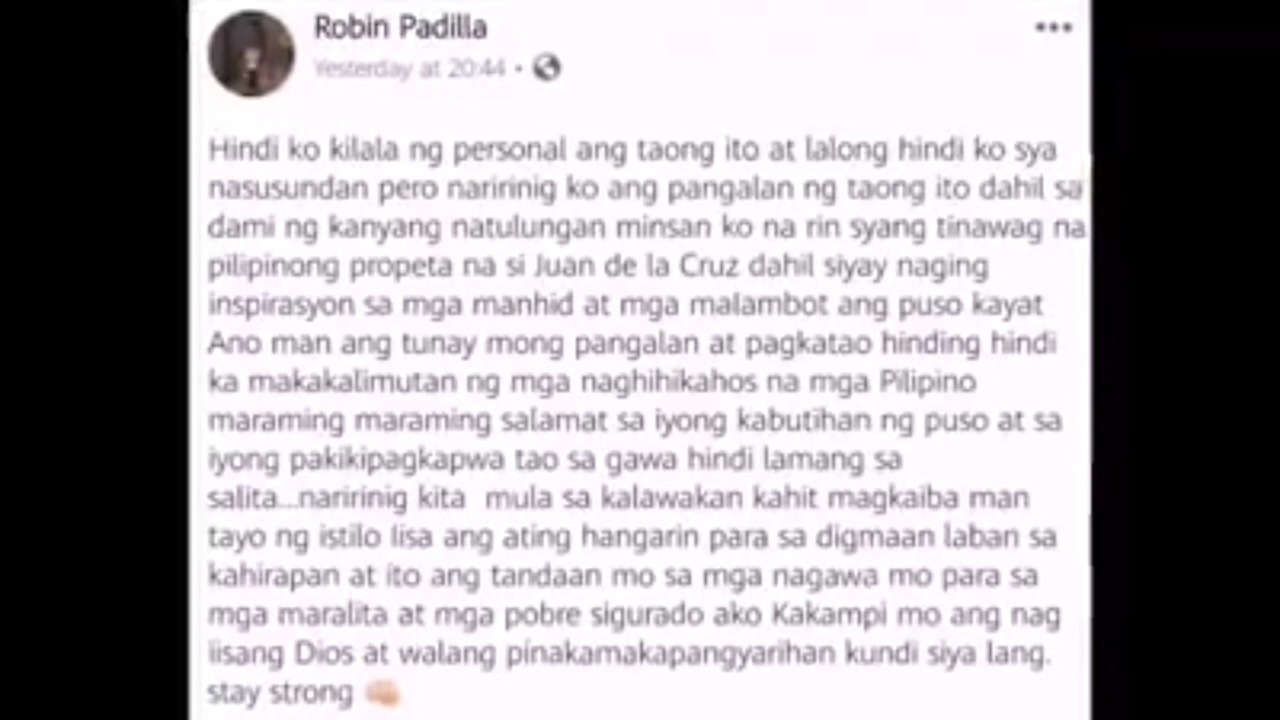 Robin Padilla
Yesterday at 20:44 ·
Hindi ko kilala ng personal ang taong ito at lalong hindi ko sya
nasusundan pero naririnig ko ang pangalan ng taong ito dahil sa
dami ng kanyang natulungan minsan ko na rin syang tinawag na
pilipinong propeta na si Juan de la Cruz dahil siyay naging
inspirasyon sa mga manhid at mga malambot ang puso kayat
Ano man ang tunay mong pangalan at pagkatao hinding hindi
ka makakalimutan ng mga naghihikahos na mga Pilipino
maraming maraming salamat sa iyong kabutihan ng puso at sa
iyong pakikipagkapwa tao sa gawa hindi lamang sa
salita...naririnig kita mula sa kalawakan kahit magkaiba man
tayo ng istilo Iisa ang ating hangarin para sa digmaan laban sa
kahirapan at ito ang tandaan mo sa mga nagawa mo para sa
mga maralita at mga pobre sigurado ako Kakampi mo ang nag
iisang Dios at walang pinakamakapangyarihan kundi siya lang.
stay strong 👊🏻